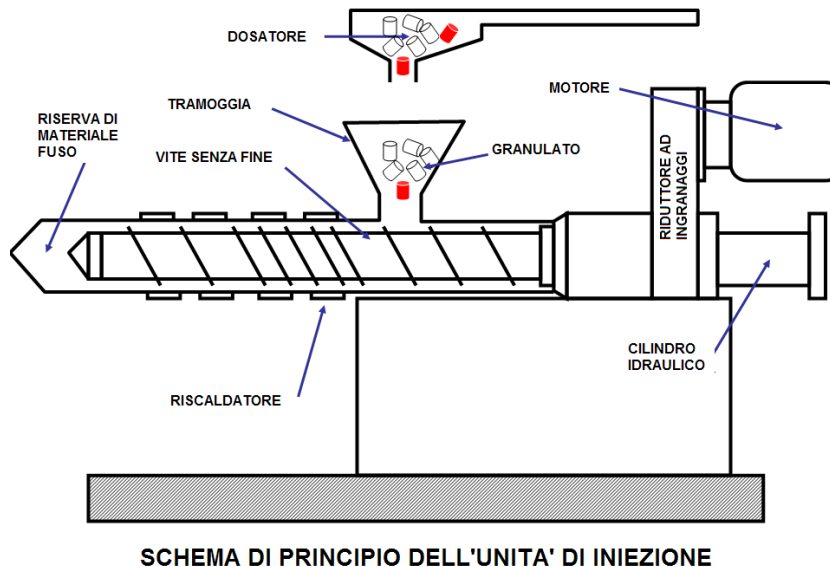 DOSATORE
MOTORE
TRAMOGGIA
RISERVA DI
MATERIALE
FUSO
VITE SENZA FINE
GRANULATO
RIDUTTORE AD
INGRANAGGI
CILINDRO
IDRAULICO
RISCALDATORE
SCHEMA DI PRINCIPIO DELL'UNITA' DI INIEZIONE